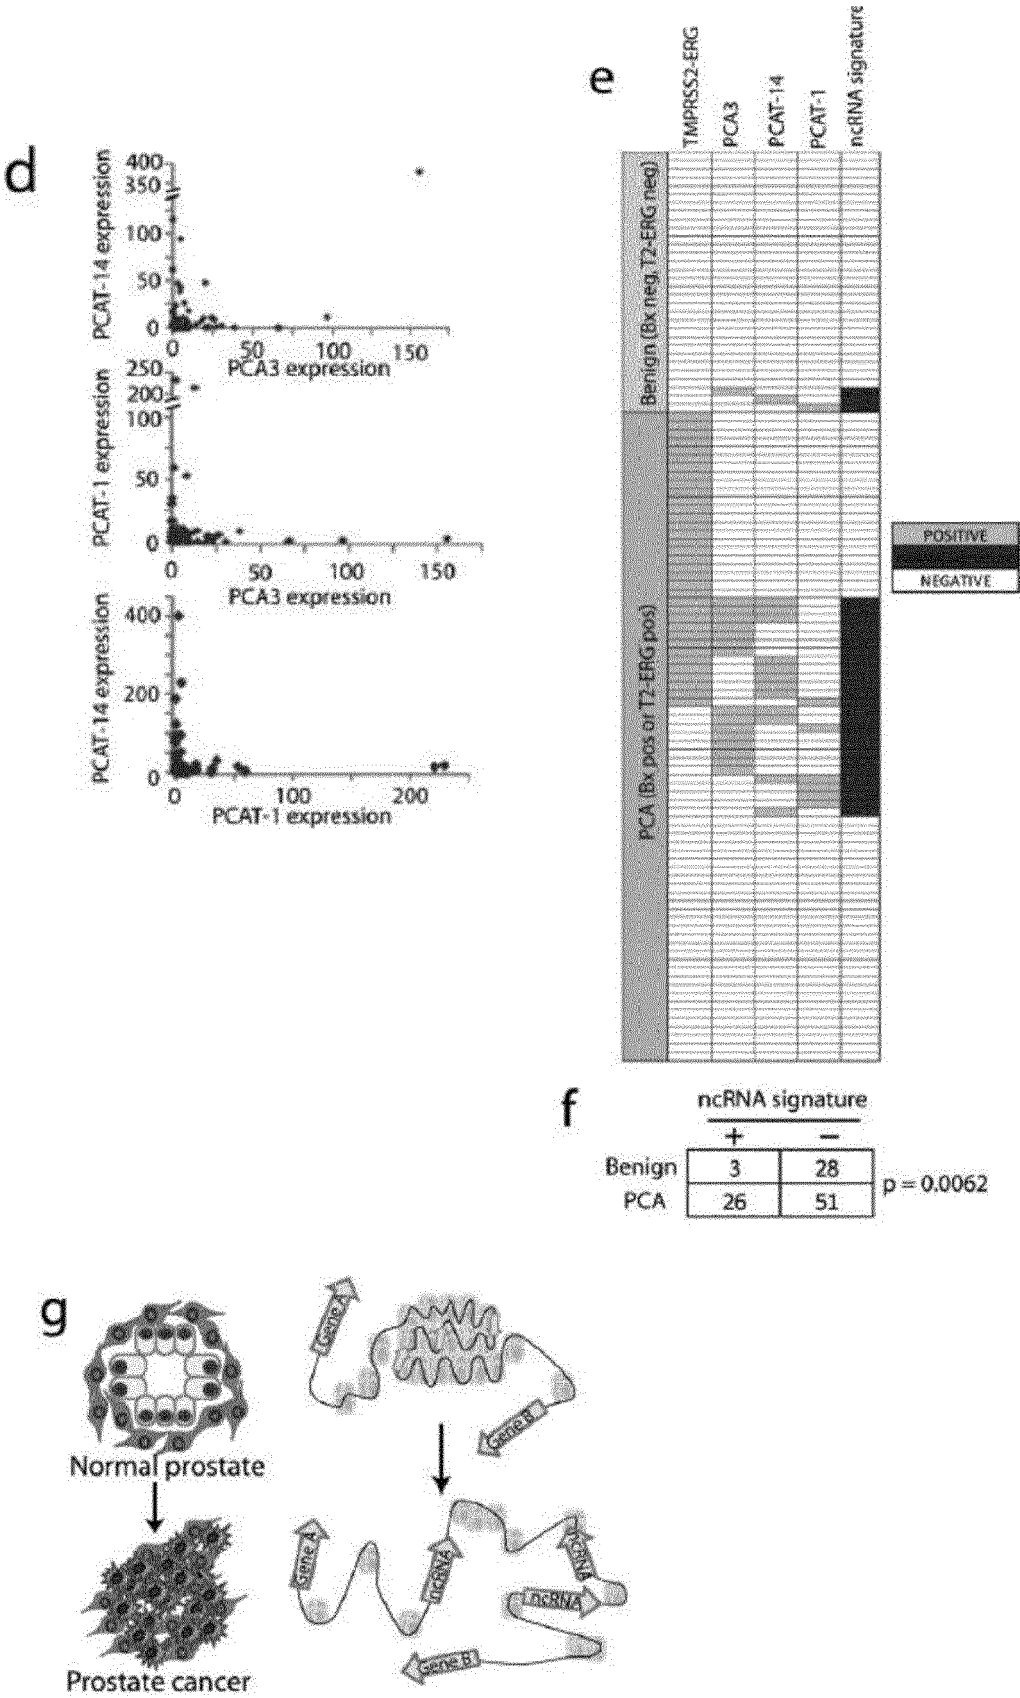 d
PCAT-14 expression
400
350
100
50
0
0
50
100
150
PCA3 expression
PCAT-1 expression
250
200
100
50
0
0
50
100
150
PCA3 expression
PCAT-14 expression
400
200
0
0
100
200
PCAT-1 expression
e
TMPRSS2-ERG
PCA3
PCAT-14
PCAT-1
ncRNA signature
Benign (Bx neg, T2-ERG neg)
PCA (Bx pos or T2-ERG pos)
POSITIVE
NEGATIVE
f
ncRNA signature
+ −
Benign 3 28
PCA 26 51
p = 0.0062
g
Normal prostate
Prostate cancer
Gene A
Gene B
Gene A
ncRNA
ncRNA
ncRNA
Gene B